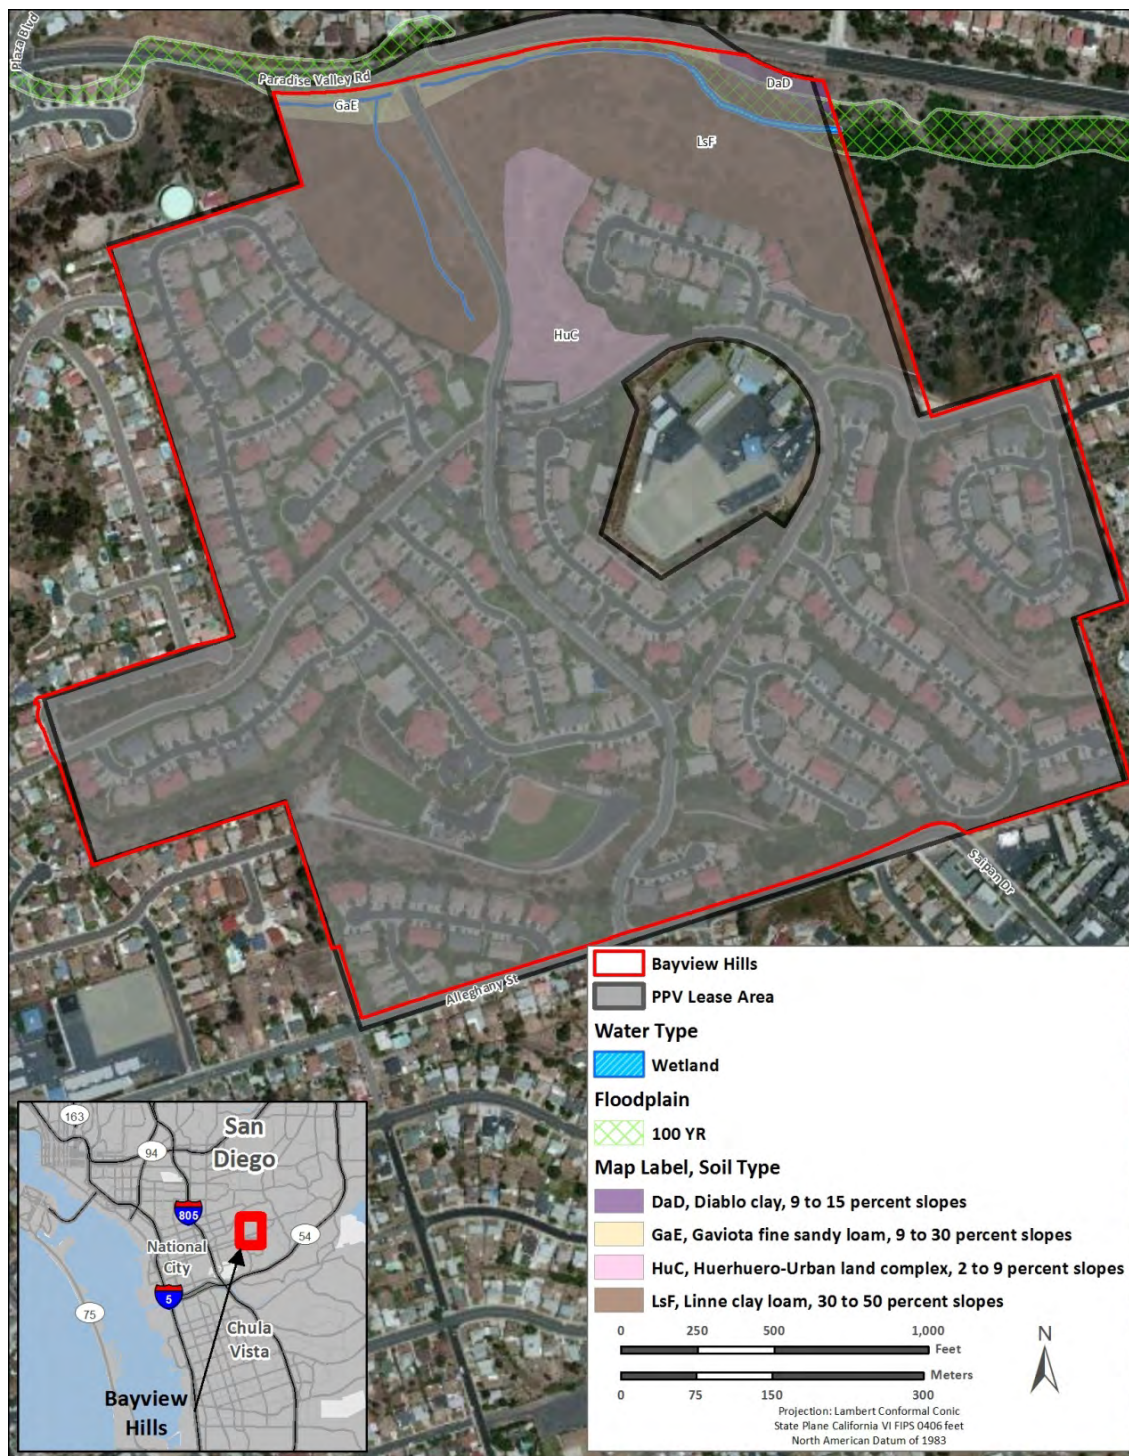 Plaza Blvd
Paradise Valley Rd
GaE
DaD
LsF
HuC
Saipan Dr
Alleghany St
Bayview Hills
PPV Lease Area
Water Type
Wetland
Floodplain
100 YR
Map Label, Soil Type
DaD, Diablo clay, 9 to 15 percent slopes
GaE, Gaviota fine sandy loam, 9 to 30 percent slopes
HuC, Huerhuero-Urban land complex, 2 to 9 percent slopes
LsF, Linne clay loam, 30 to 50 percent slopes
0 250 500 1,000
Feet
Meters
0 75 150 300
N
Projection: Lambert Conformal Conic
State Plane California VI FIPS 0406 feet
North American Datum of 1983
163
San
Diego
94
805
National
City
54
5
75
Chula
Vista
Bayview
Hills